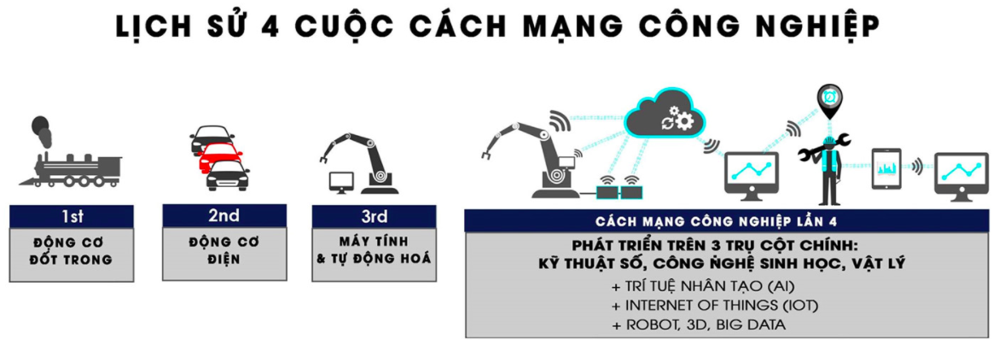 LỊCH SỬ 4 CUỘC CÁCH MẠNG CÔNG NGHIỆP
1st
ĐỘNG CƠ
ĐỐT TRONG
2nd
ĐỘNG CƠ
ĐIỆN
3rd
MÁY TÍNH
& TỰ ĐỘNG HOÁ
CÁCH MẠNG CÔNG NGHIỆP LẦN 4
PHÁT TRIỂN TRÊN 3 TRỤ CỘT CHÍNH:
KỸ THUẬT SỐ, CÔNG NGHỆ SINH HỌC, VẬT LÝ
+ TRÍ TUỆ NHÂN TẠO (AI)
+ INTERNET OF THINGS (IOT)
+ ROBOT, 3D, BIG DATA